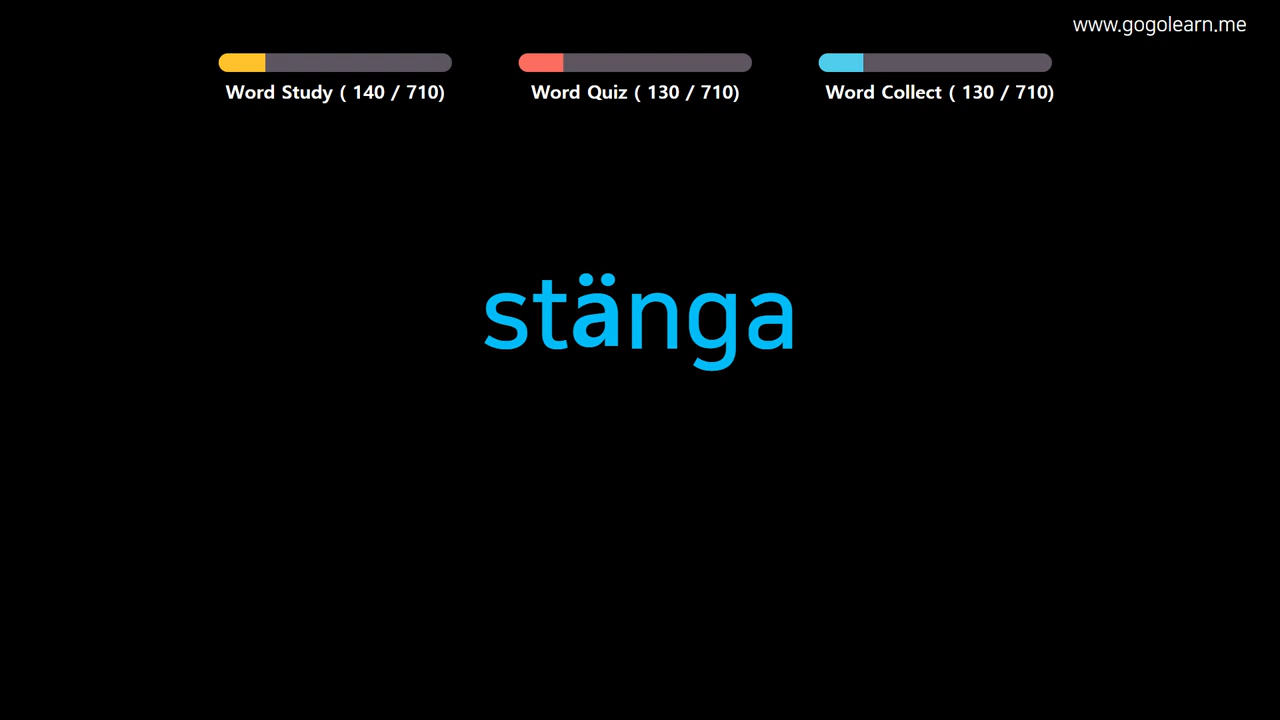 www.gogolearn.me
Word Study ( 140 / 710)
Word Quiz ( 130 / 710)
Word Collect ( 130 / 710)
stänga